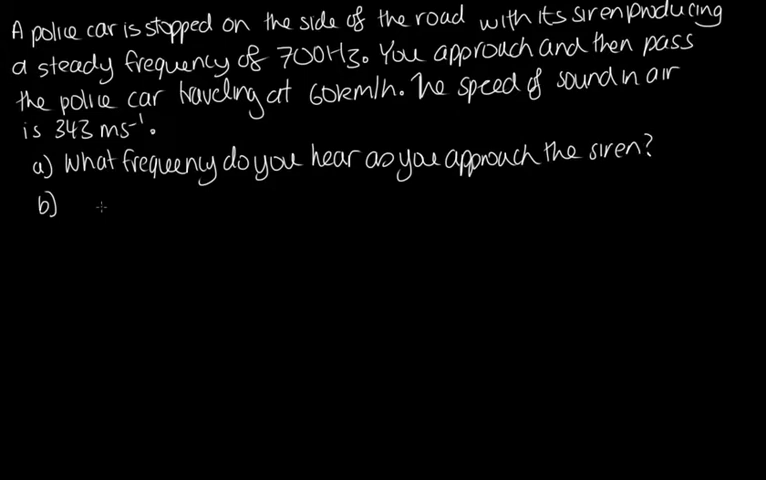 A police car is stopped on the side of the road with its siren producing
a steady frequency of 700Hz. You approach and then pass
the police car traveling at 60km/h. The speed of sound in air
is 343 ms⁻¹.
a) What frequency do you hear as you approach the siren?
b)